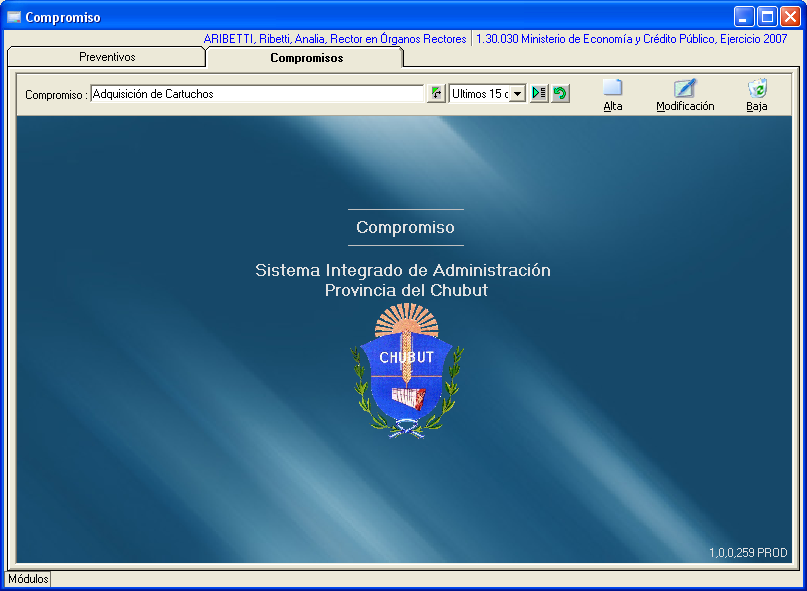 Compromiso
ARIBETTI, Ribetti, Analia, Rector en Órganos Rectores 1.30.030 Ministerio de Economía y Crédito Público, Ejercicio 2007
Preventivos Compromisos
Compromiso : Adquisición de Cartuchos Ultimos 15 d
Alta Modificación Baja
Compromiso
Sistema Integrado de Administración
Provincia del Chubut
CHUBUT
1,0,0,259 PROD
Módulos